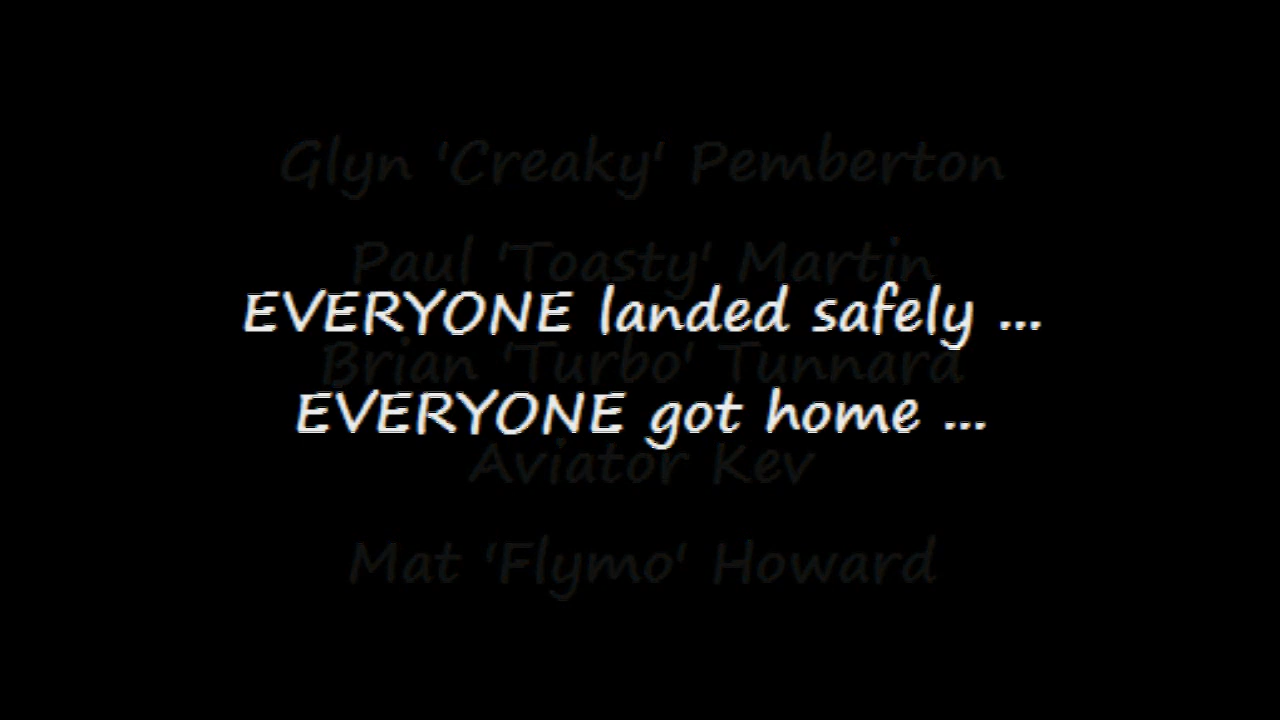 Glyn 'Creaky' Pemberton
Paul 'Toasty' Martin
EVERYONE landed safely ...
Brian 'Turbo' Tunnard
EVERYONE got home ...
Aviator Kev
Mat 'Flymo' Howard